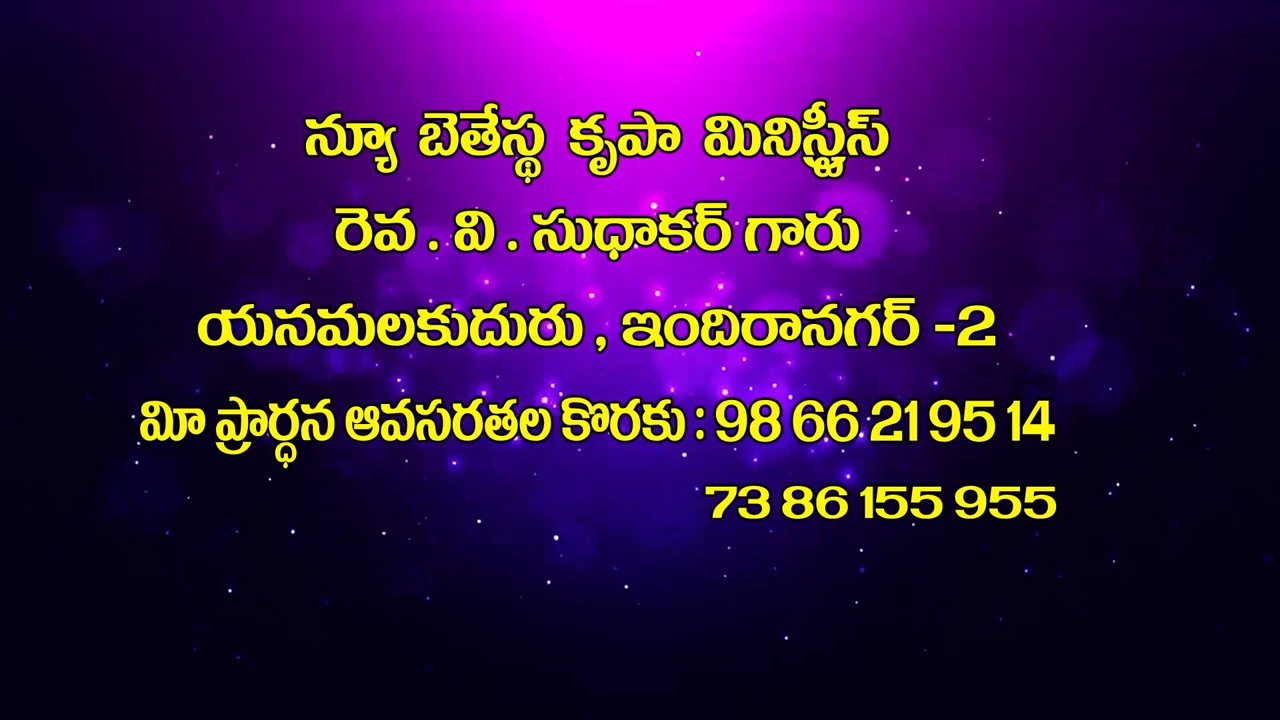 న్యూ బెతేస్థ కృపా మినిస్ట్రీస్
రెవ . వి . సుధాకర్ గారు
యనమలకుదురు , ఇందిరానగర్ -2
మీ ప్రార్ధన ఆవసరతల కొరకు : 98 66 21 95 14
73 86 155 955